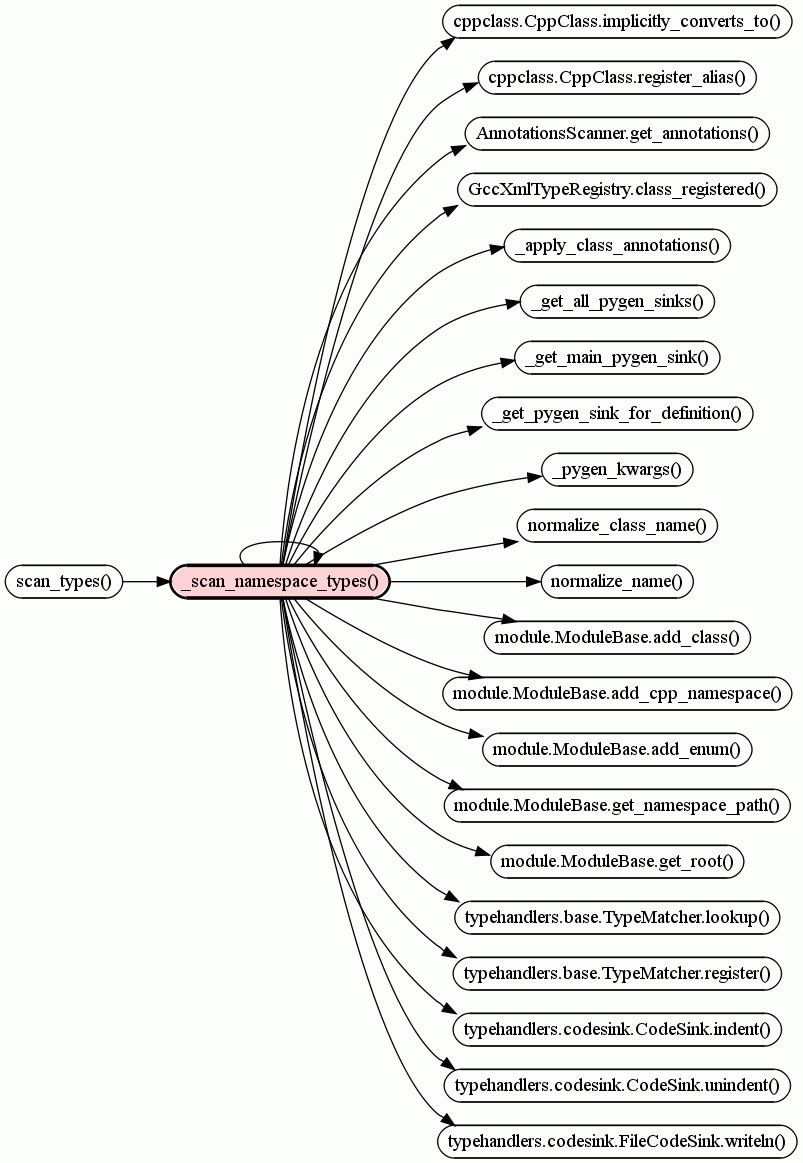 cppclass.CppClass.implicitly_converts_to()
cppclass.CppClass.register_alias()
AnnotationsScanner.get_annotations()
GccXmlTypeRegistry.class_registered()
_apply_class_annotations()
_get_all_pygen_sinks()
_get_main_pygen_sink()
_get_pygen_sink_for_definition()
_pygen_kwargs()
normalize_class_name()
scan_types()
_scan_namespace_types()
normalize_name()
module.ModuleBase.add_class()
module.ModuleBase.add_cpp_namespace()
module.ModuleBase.add_enum()
module.ModuleBase.get_namespace_path()
module.ModuleBase.get_root()
typehandlers.base.TypeMatcher.lookup()
typehandlers.base.TypeMatcher.register()
typehandlers.codesink.CodeSink.indent()
typehandlers.codesink.CodeSink.unindent()
typehandlers.codesink.FileCodeSink.writeln()